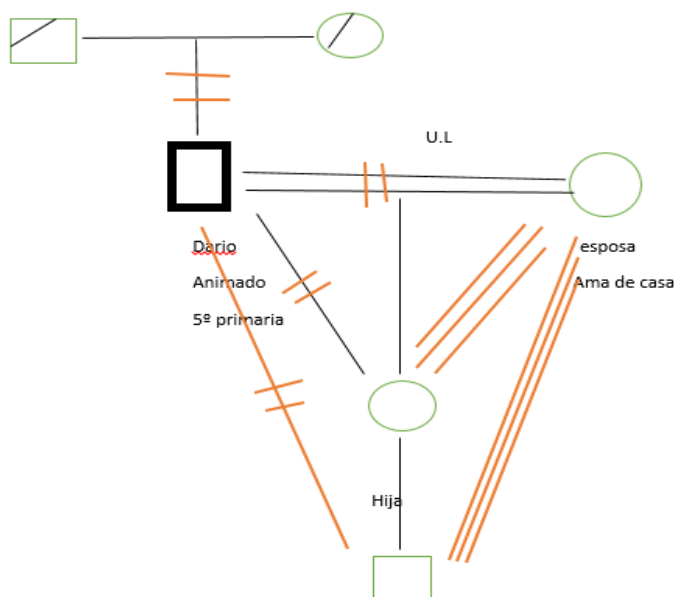 U.L
Dario
esposa
Animado
Ama de casa
5º primaria
Hija